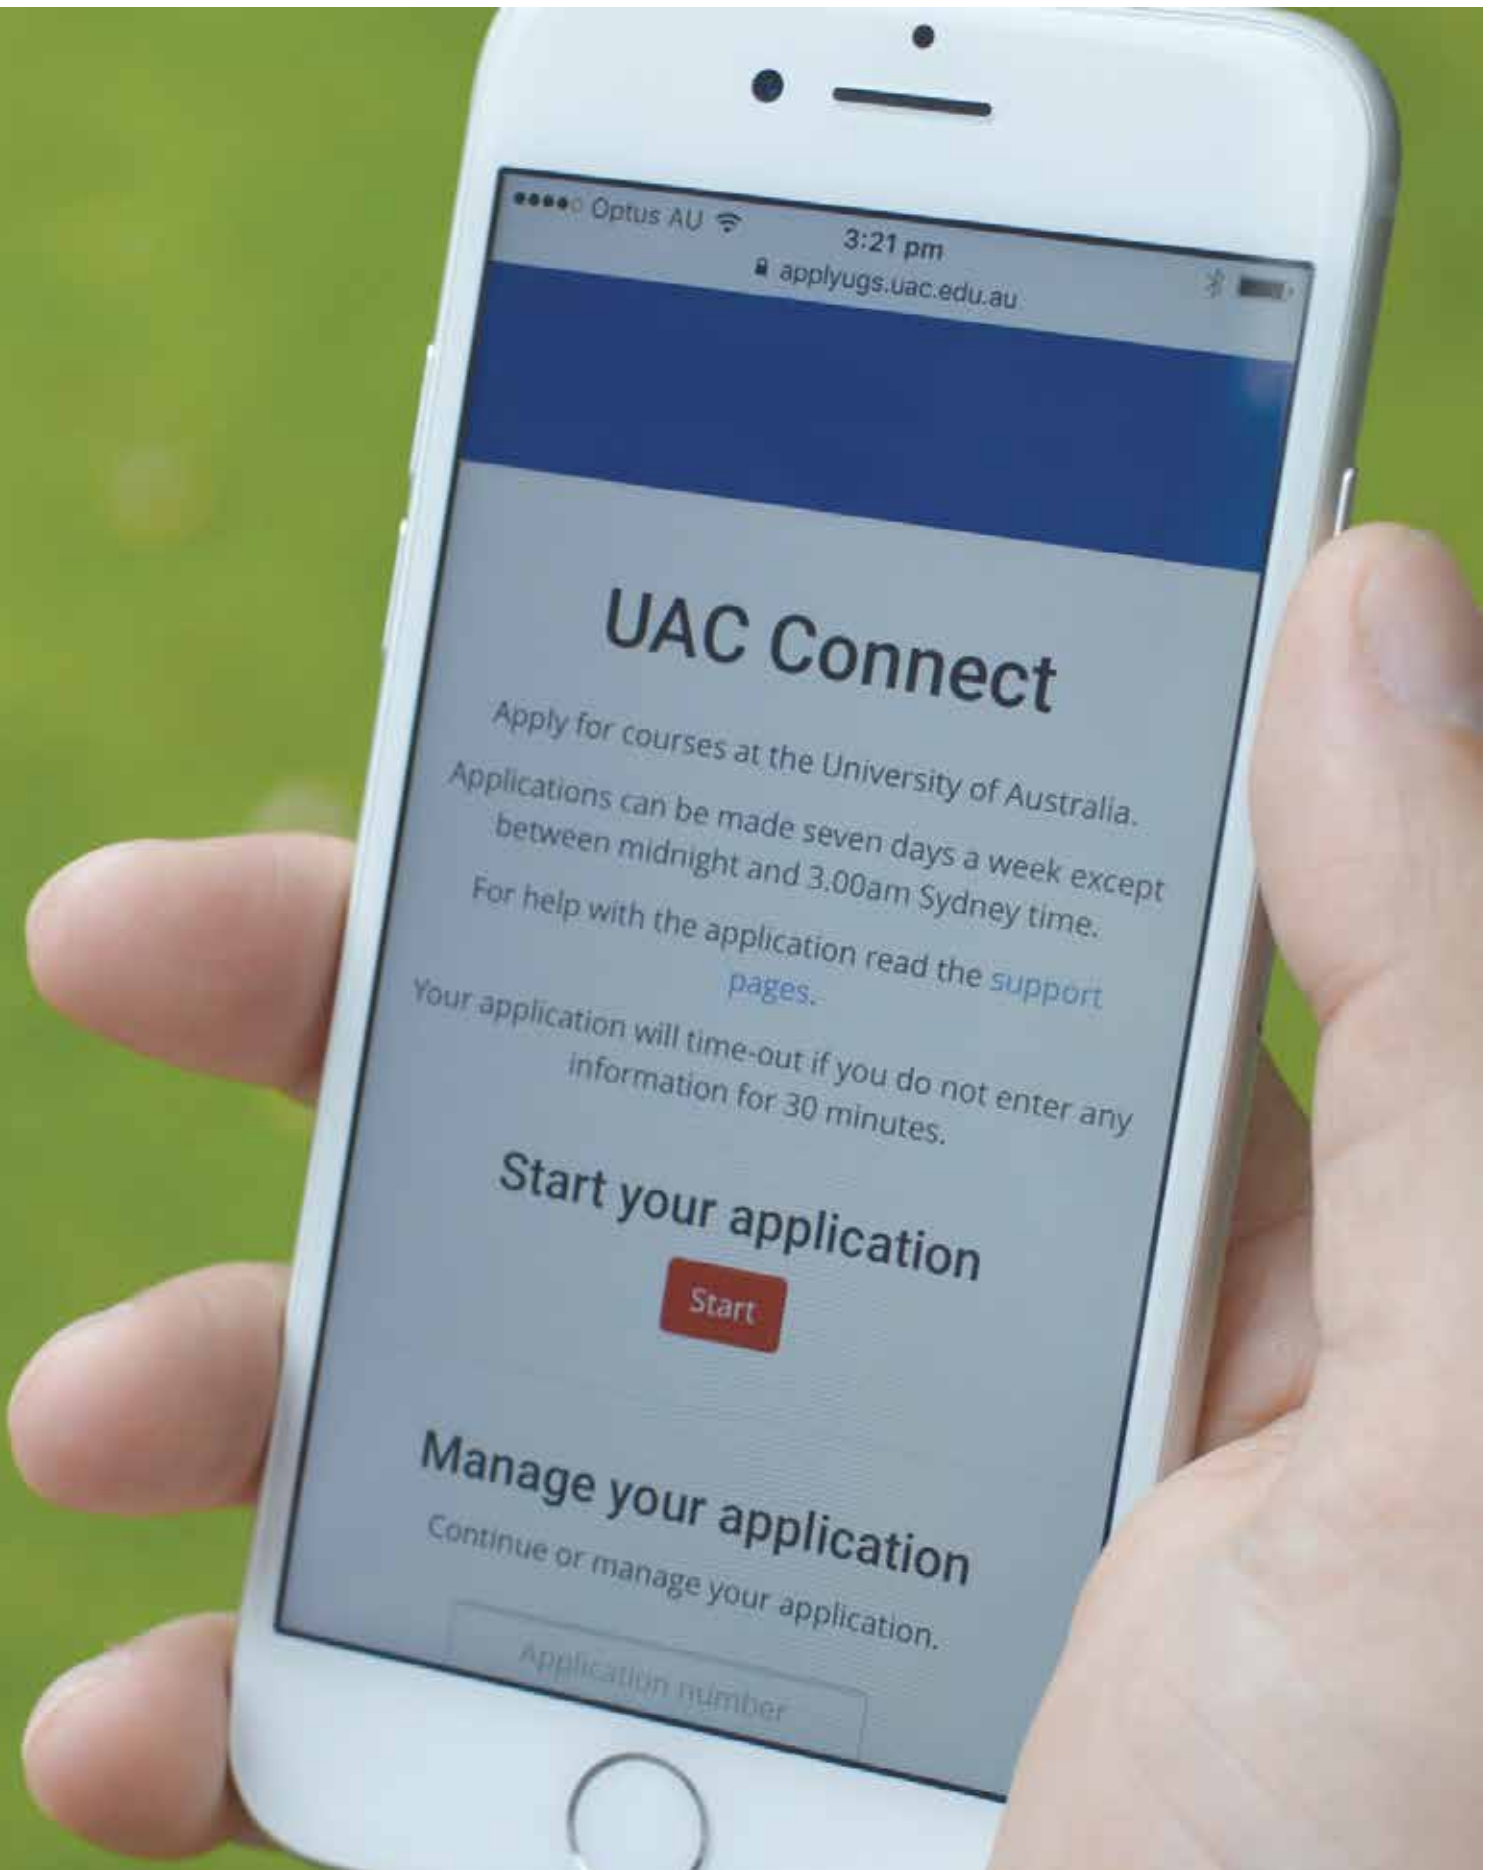 Optus AU
3:21 pm
applyugs.uac.edu.au
UAC Connect
Apply for courses at the University of Australia.
Applications can be made seven days a week except
between midnight and 3.00am Sydney time.
For help with the application read the support
pages.
Your application will time-out if you do not enter any
information for 30 minutes.
Start your application
Start
Manage your application
Continue or manage your application.
Application number